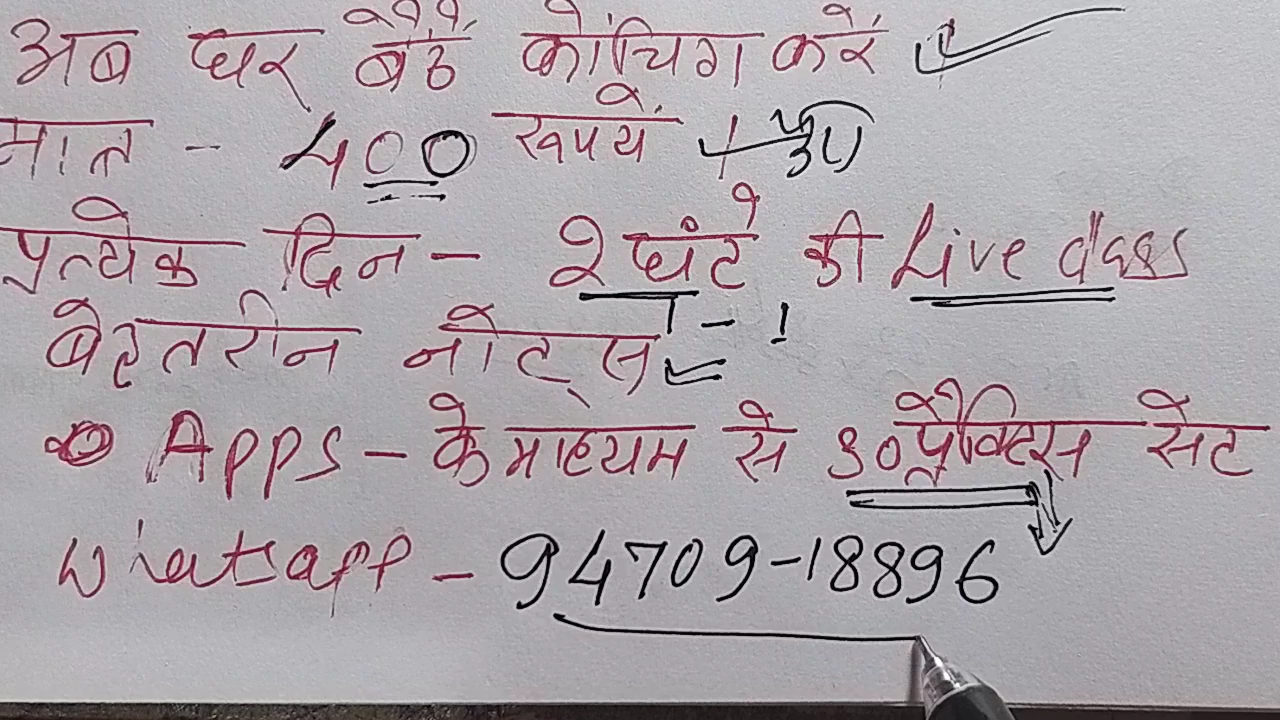 अब घर बैठें कोचिंग करें
मात्र - 400 रूपयें
प्रत्येक दिन - 2 घंटे की Live class
बेहतरीन नोट्स
Apps - के माध्यम से 30 प्रैक्टिस सेट
Whatsapp - 94709-18896